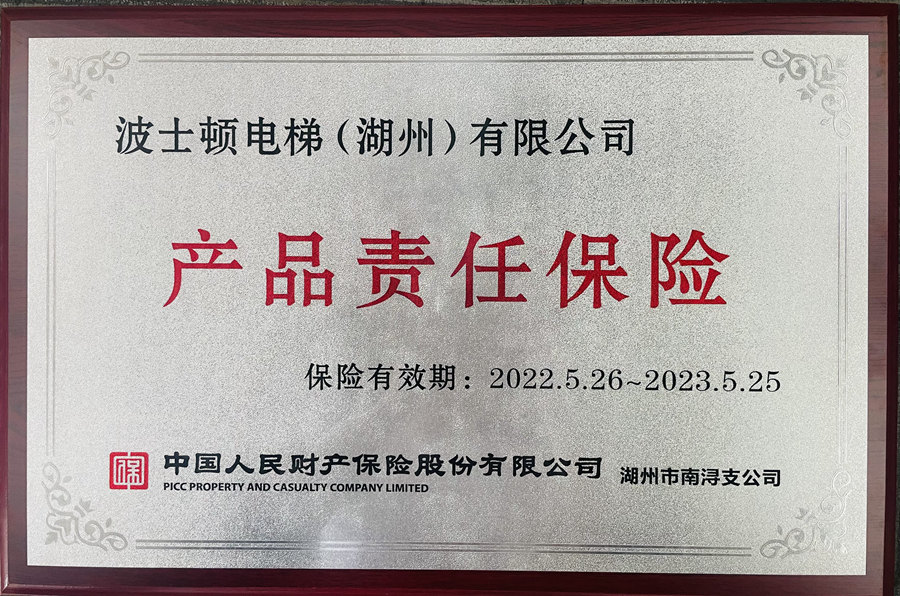 波士顿电梯(湖州)有限公司
产品责任保险
保险有效期:2022.5.26~2023.5.25
中国人民财产保险股份有限公司 湖州市南浔支公司
PICC PROPERTY AND CASUALTY COMPANY LIMITED